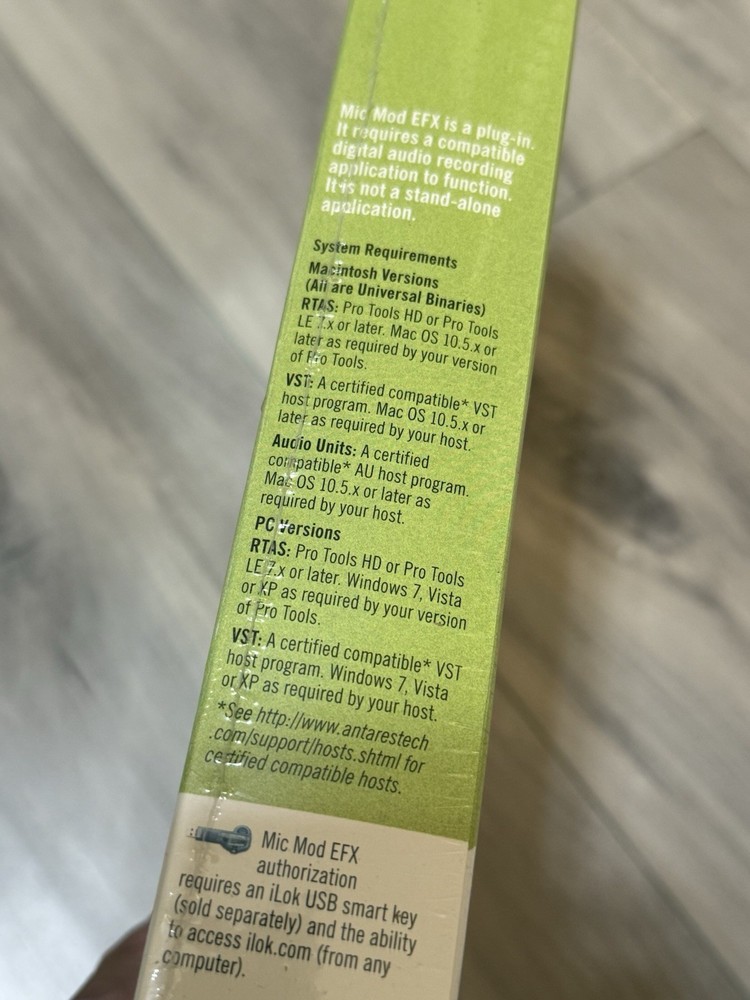 Mic Mod EFX is a plug-in.
It requires a compatible
digital audio recording
application to function.
It is not a stand-alone
application.
System Requirements
Macintosh Versions
(All are Universal Binaries)
RTAS: Pro Tools HD or Pro Tools
LE 7.x or later. Mac OS 10.5.x or
later as required by your version
of Pro Tools.
VST: A certified compatible* VST
host program. Mac OS 10.5.x or
later as required by your host.
Audio Units: A certified
compatible* AU host program.
Mac OS 10.5.x or later as
required by your host.
PC Versions
RTAS: Pro Tools HD or Pro Tools
LE 7.x or later. Windows 7, Vista
or XP as required by your version
of Pro Tools.
VST: A certified compatible* VST
host program. Windows 7, Vista
or XP as required by your host.
*See http://www.antarestech
.com/support/hosts.shtml for
certified compatible hosts.
Mic Mod EFX
authorization
requires an iLok USB smart key
(sold separately) and the ability
to access ilok.com (from any
computer).